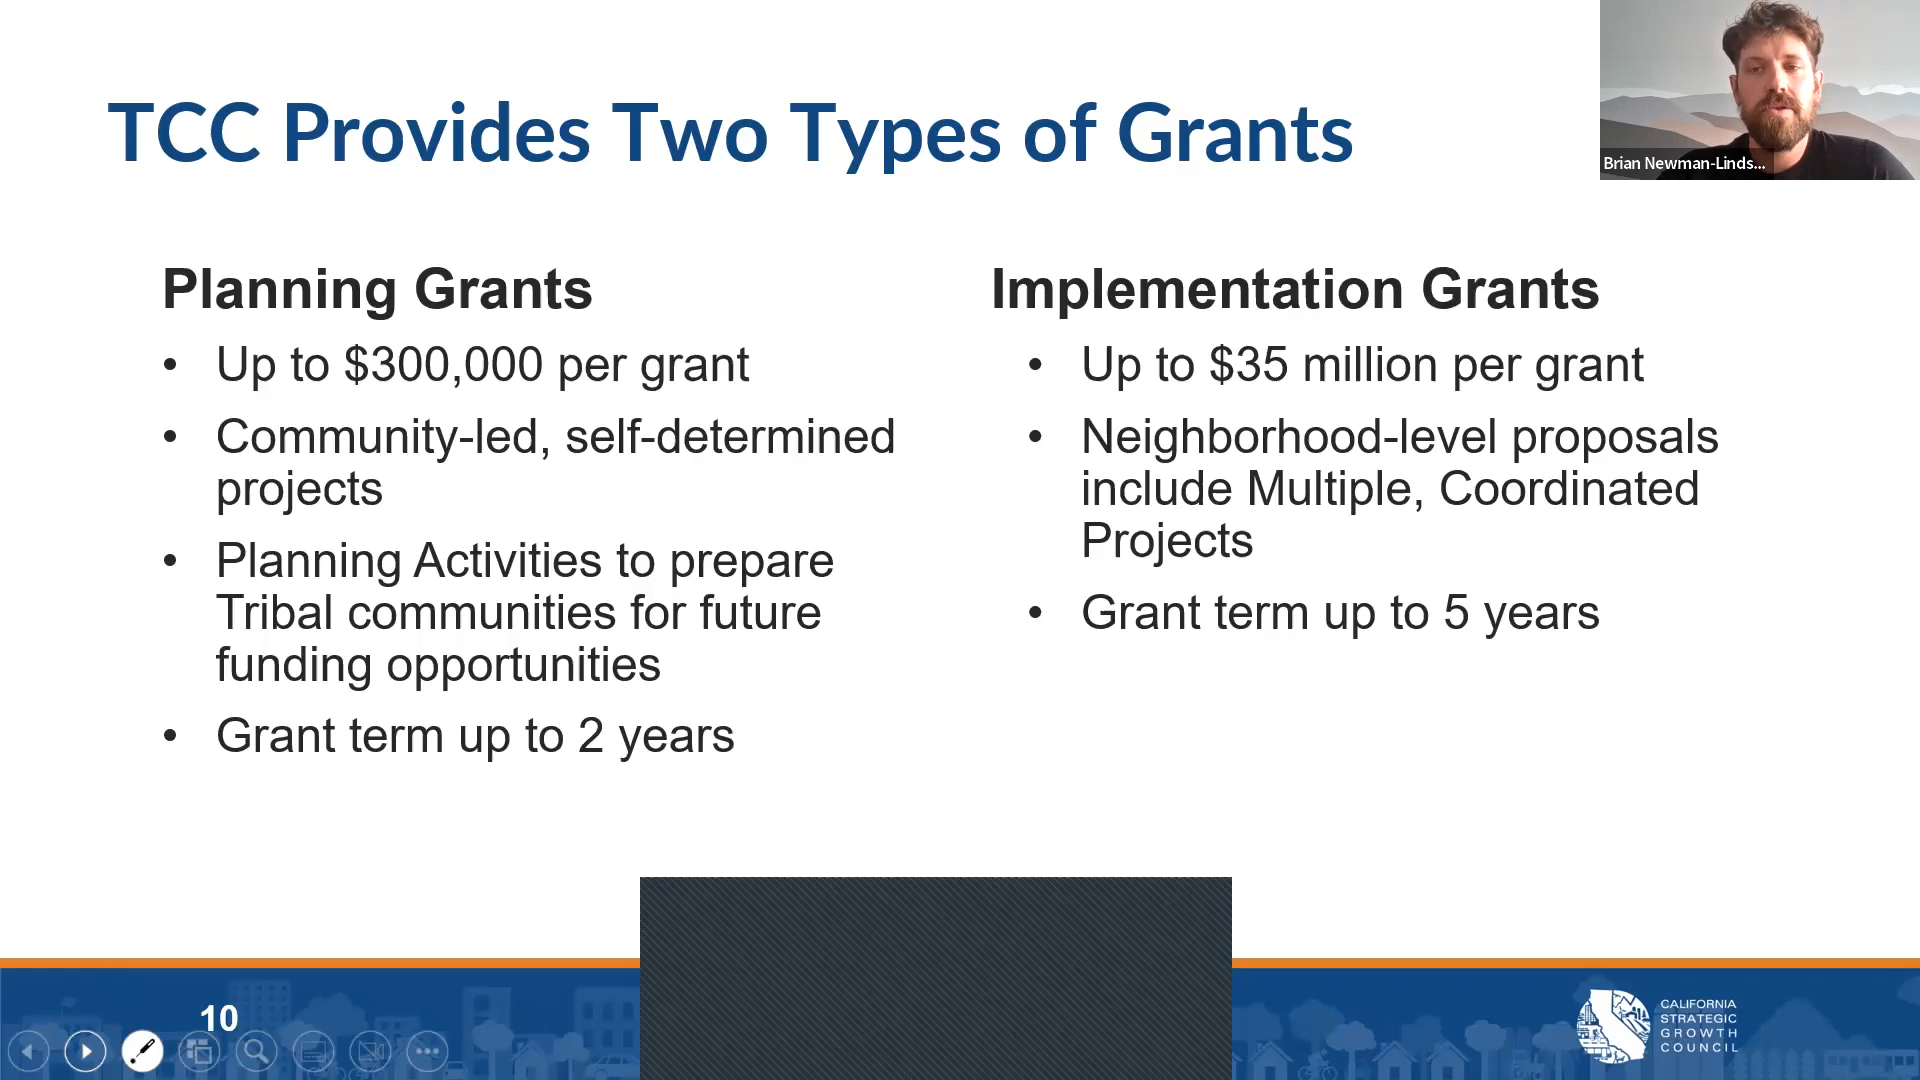 TCC Provides Two Types of Grants
Brian Newman-Linds...
Planning Grants
• Up to $300,000 per grant
• Community-led, self-determined
projects
• Planning Activities to prepare
Tribal communities for future
funding opportunities
• Grant term up to 2 years
Implementation Grants
• Up to $35 million per grant
• Neighborhood-level proposals
include Multiple, Coordinated
Projects
• Grant term up to 5 years
10
CALIFORNIA
STRATEGIC
GROWTH
COUNCIL